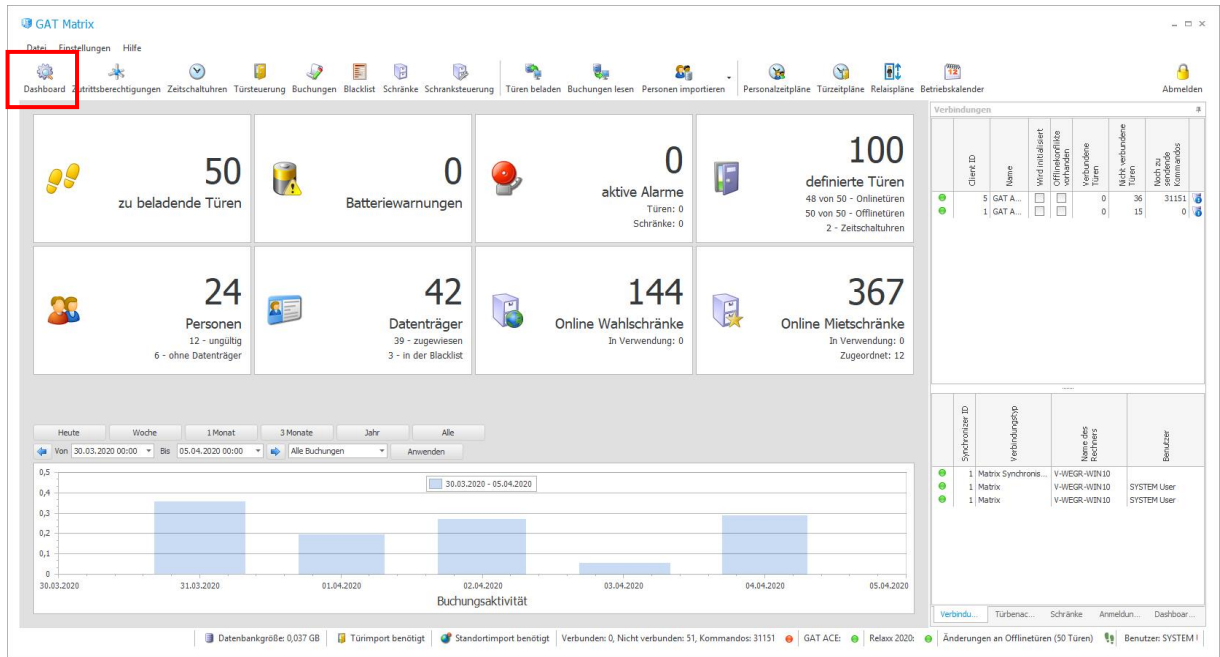 GAT Matrix
Datei Einstellungen Hilfe
Dashboard Zutrittsberechtigungen Zeitschaltuhren Türsteuerung Buchungen Blacklist Schränke Schranksteuerung Türen beladen Buchungen lesen Personen importieren Personalzeitpläne Türzeitpläne Relaispläne Betriebskalender Abmelden
50
zu beladende Türen
0
Batteriewarnungen
0
aktive Alarme
Türen: 0
Schränke: 0
100
definierte Türen
48 von 50 - Onlinetüren
50 von 50 - Offlinetüren
2 - Zeitschaltuhren
24
Personen
12 - ungültig
6 - ohne Datenträger
42
Datenträger
39 - zugewiesen
3 - in der Blacklist
144
Online Wahlschränke
In Verwendung: 0
367
Online Mietschränke
In Verwendung: 0
Zugeordnet: 12
Heute Woche 1 Monat 3 Monate Jahr Alle
Von 30.03.2020 00:00 Bis 05.04.2020 00:00 Alle Buchungen Anwenden
30.03.2020 - 05.04.2020
0,5
0,4
0,3
0,2
0,1
0
30.03.2020 31.03.2020 01.04.2020 02.04.2020 03.04.2020 04.04.2020 05.04.2020
Buchungsaktivität
Verbindungen
Client ID
Name
Wird initialisiert
Offlinekonflikte vorhanden
Verbundene Türen
Nicht verbundene Türen
Noch zu sendende Kommandos
5 GAT A... 0 36 31151
1 GAT A... 0 15 0
Synchronizer ID
Verbindungstyp
Name des Rechners
Benutzer
1 Matrix Synchronis... V-WEGR-WIN10
1 Matrix V-WEGR-WIN10 SYSTEM User
1 Matrix V-WEGR-WIN10 SYSTEM User
Verbindu... Türbenac... Schränke Anmeldun... Dashboar...
Datenbankgröße: 0,037 GB Türimport benötigt Standortimport benötigt Verbunden: 0, Nicht verbunden: 51, Kommandos: 31151 GAT ACE: Relaxx 2020: Änderungen an Offlinetüren (50 Türen) Benutzer: SYSTEM